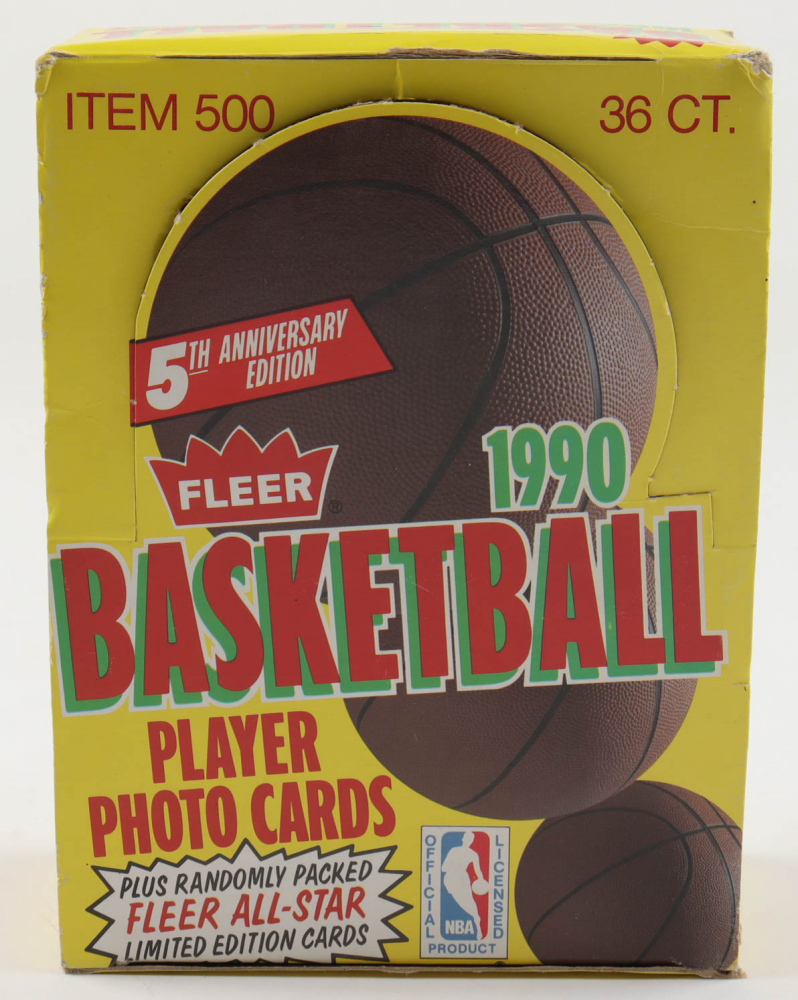 ITEM 500
36 CT.
5TH ANNIVERSARY
EDITION
FLEER®
1990
BASKETBALL
PLAYER
PHOTO CARDS
PLUS RANDOMLY PACKED
FLEER ALL-STAR
LIMITED EDITION CARDS
OFFICIAL
LICENSED
NBA
PRODUCT